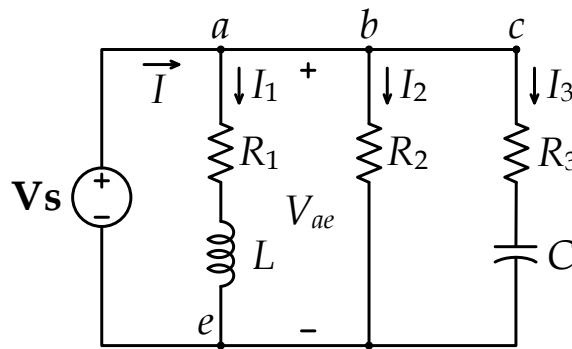 a b c
I I₁ + I₂ I₃
R₁ R₂ R₃
Vs + −
V_ae
L C
e −